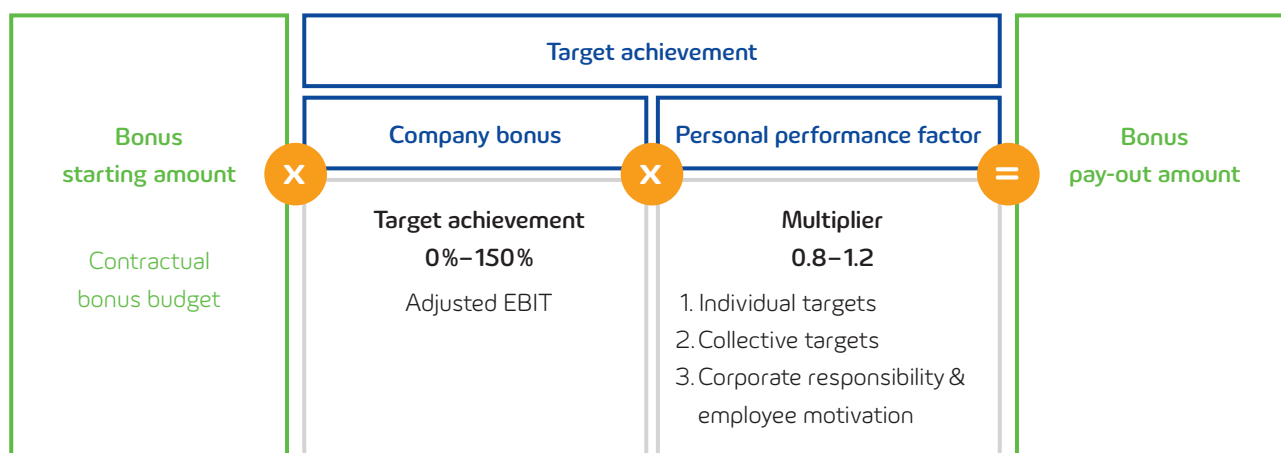 Target achievement
Bonus
starting amount
Contractual
bonus budget
x
Company bonus
Target achievement
0%–150%
Adjusted EBIT
x
Personal performance factor
Multiplier
0.8–1.2
1. Individual targets
2. Collective targets
3. Corporate responsibility &
employee motivation
=
Bonus
pay-out amount